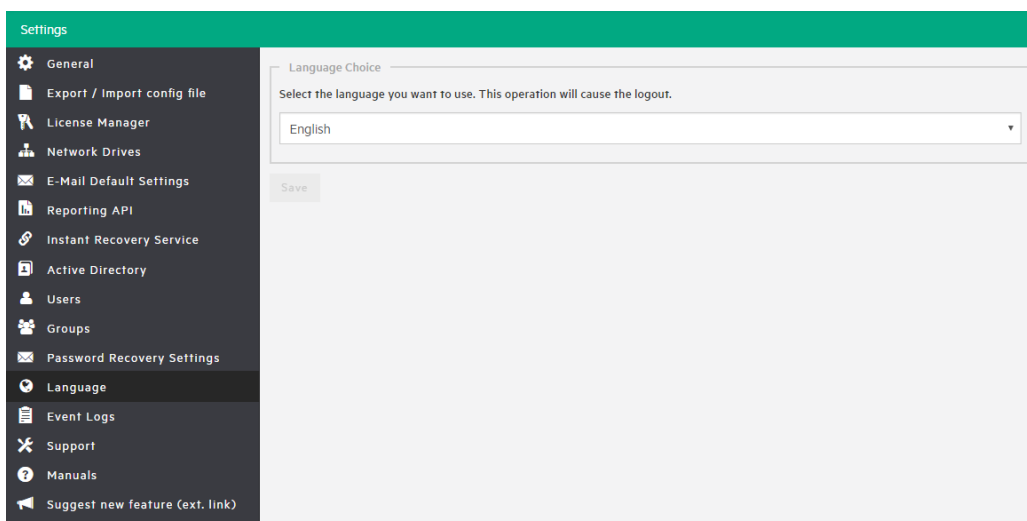 Settings
General
Export / Import config file
License Manager
Network Drives
E-Mail Default Settings
Reporting API
Instant Recovery Service
Active Directory
Users
Groups
Password Recovery Settings
Language
Event Logs
Support
Manuals
Suggest new feature (ext. link)
Language Choice
Select the language you want to use. This operation will cause the logout.
English
Save